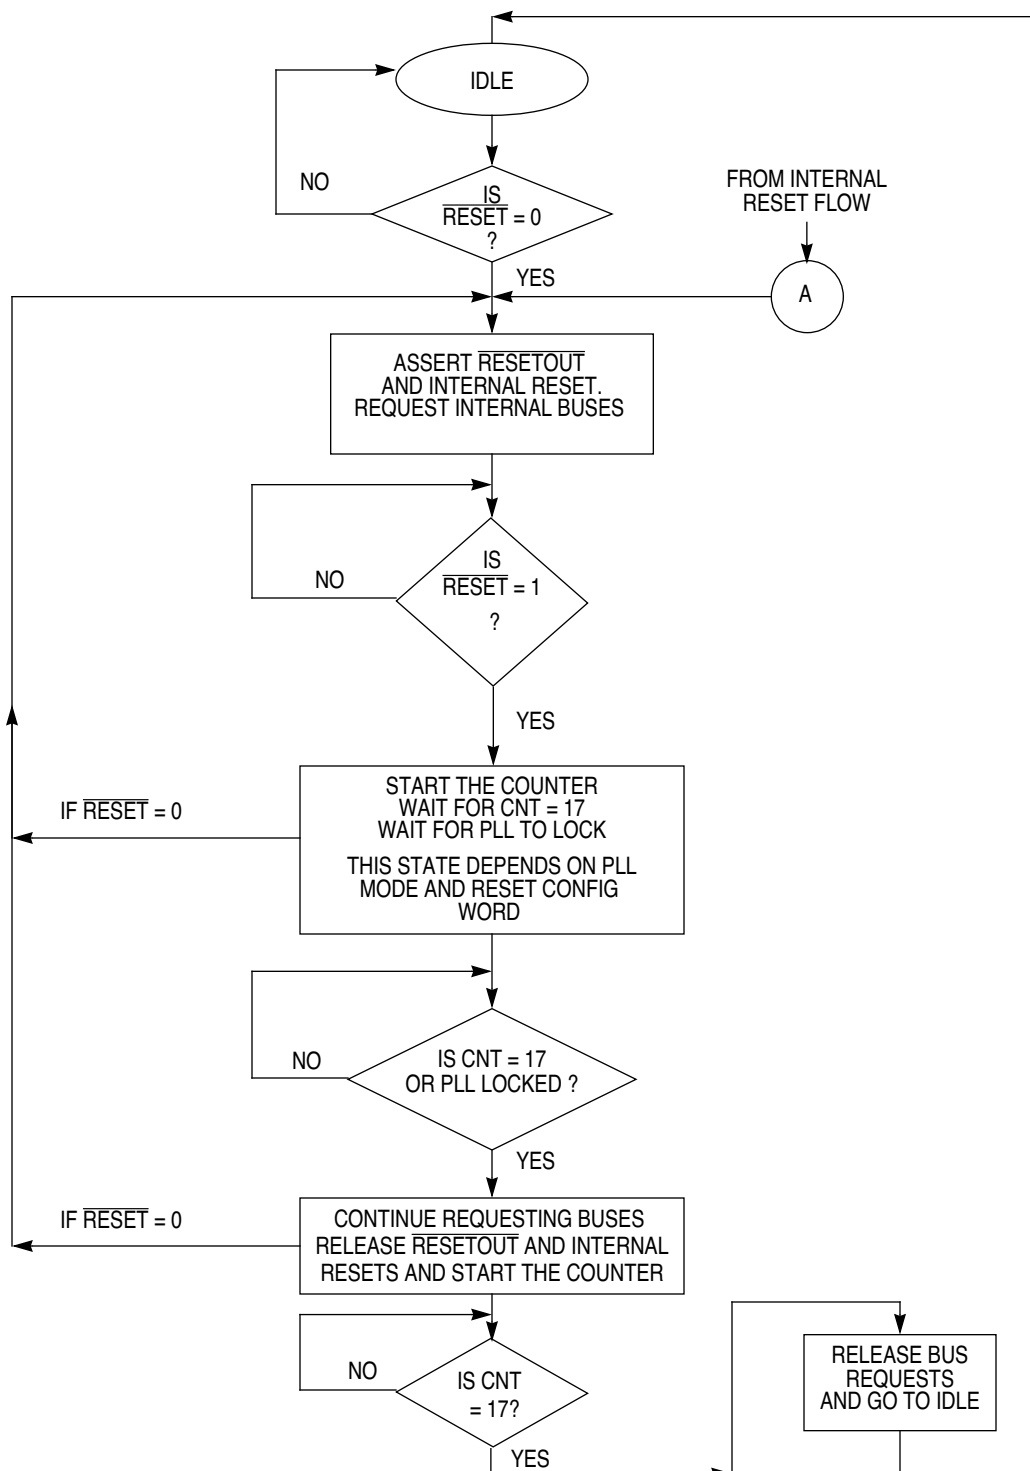 IDLE
NO
IS
RESET = 0
?
YES
FROM INTERNAL
RESET FLOW
A
ASSERT RESETOUT
AND INTERNAL RESET.
REQUEST INTERNAL BUSES
NO
IS
RESET = 1
?
YES
IF RESET = 0
START THE COUNTER
WAIT FOR CNT = 17
WAIT FOR PLL TO LOCK
THIS STATE DEPENDS ON PLL
MODE AND RESET CONFIG
WORD
NO
IS CNT = 17
OR PLL LOCKED ?
YES
IF RESET = 0
CONTINUE REQUESTING BUSES
RELEASE RESETOUT AND INTERNAL
RESETS AND START THE COUNTER
NO
IS CNT
= 17?
YES
RELEASE BUS
REQUESTS
AND GO TO IDLE